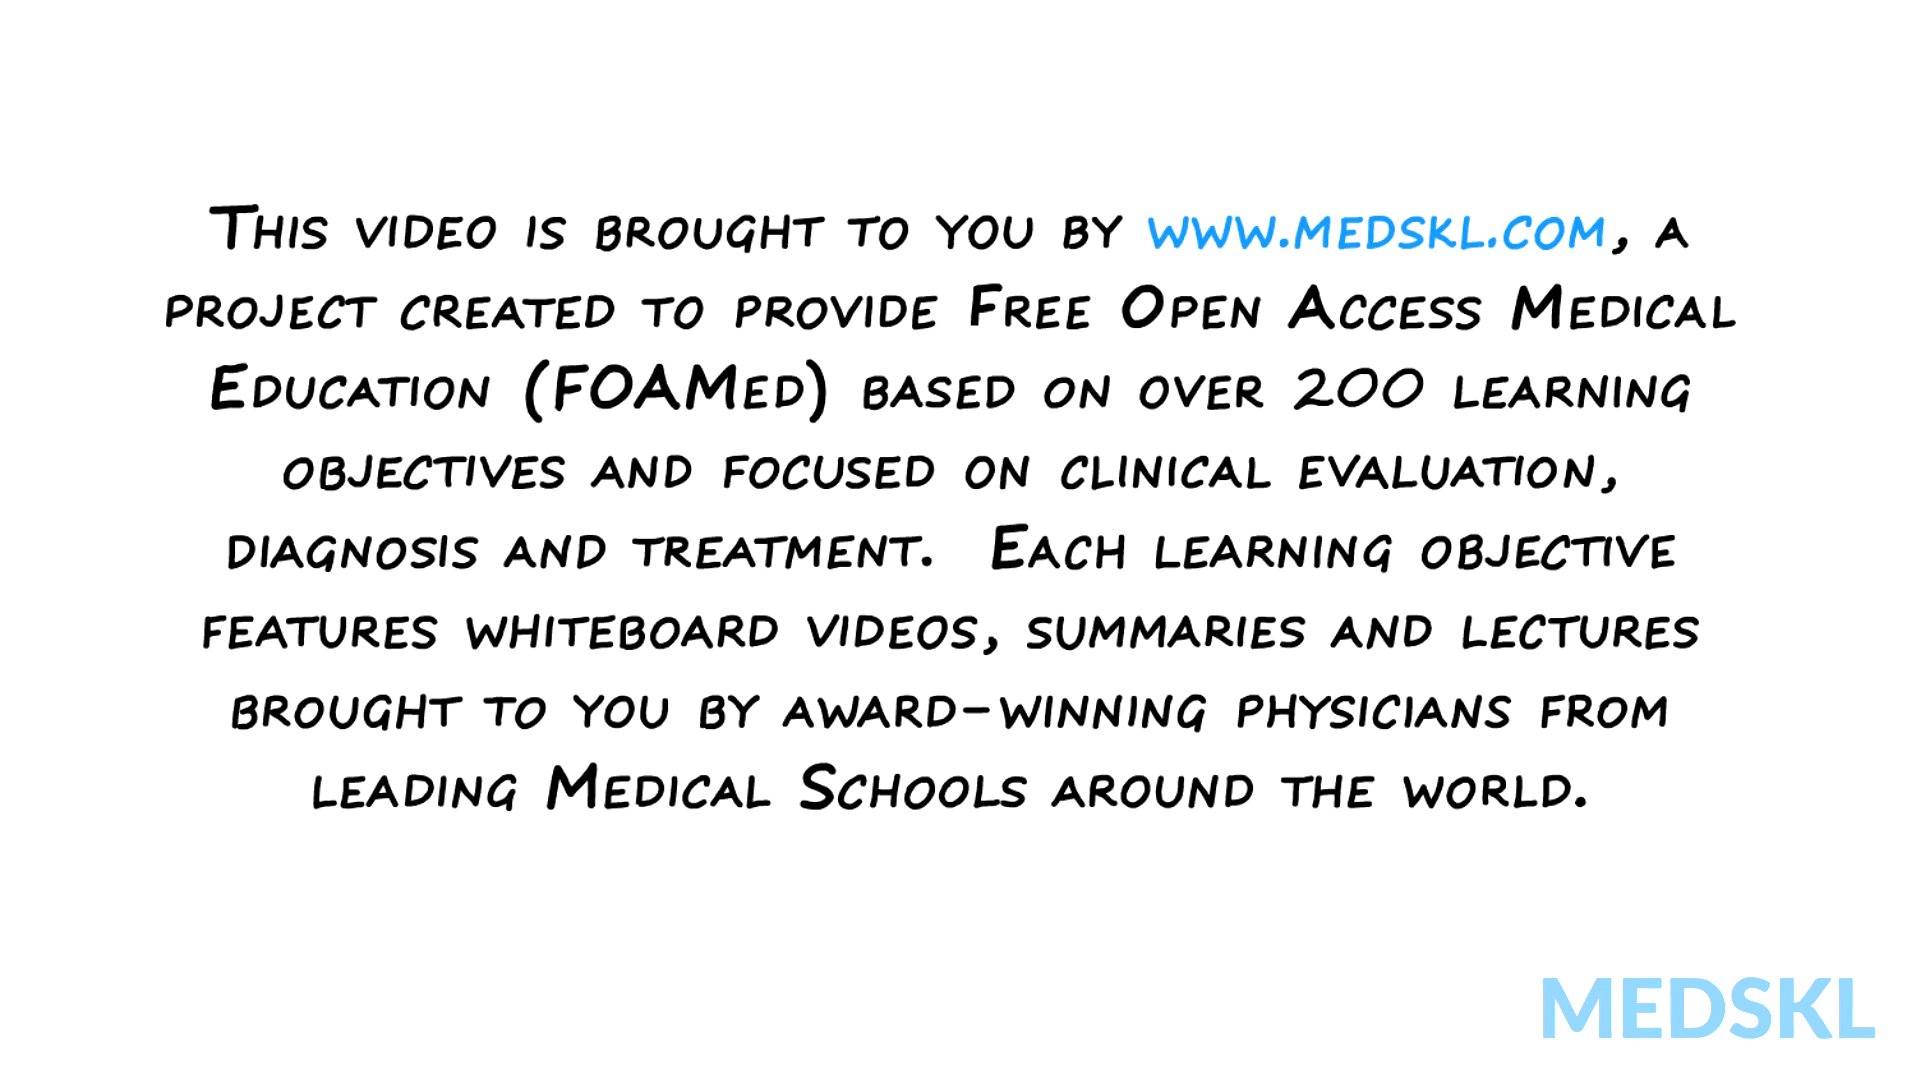 This video is brought to you by www.medskl.com, a
project created to provide Free Open Access Medical
Education (FOAMed) based on over 200 learning
objectives and focused on clinical evaluation,
diagnosis and treatment.  Each learning objective
features whiteboard videos, summaries and lectures
brought to you by award-winning physicians from
leading Medical Schools around the world.
MEDSKL